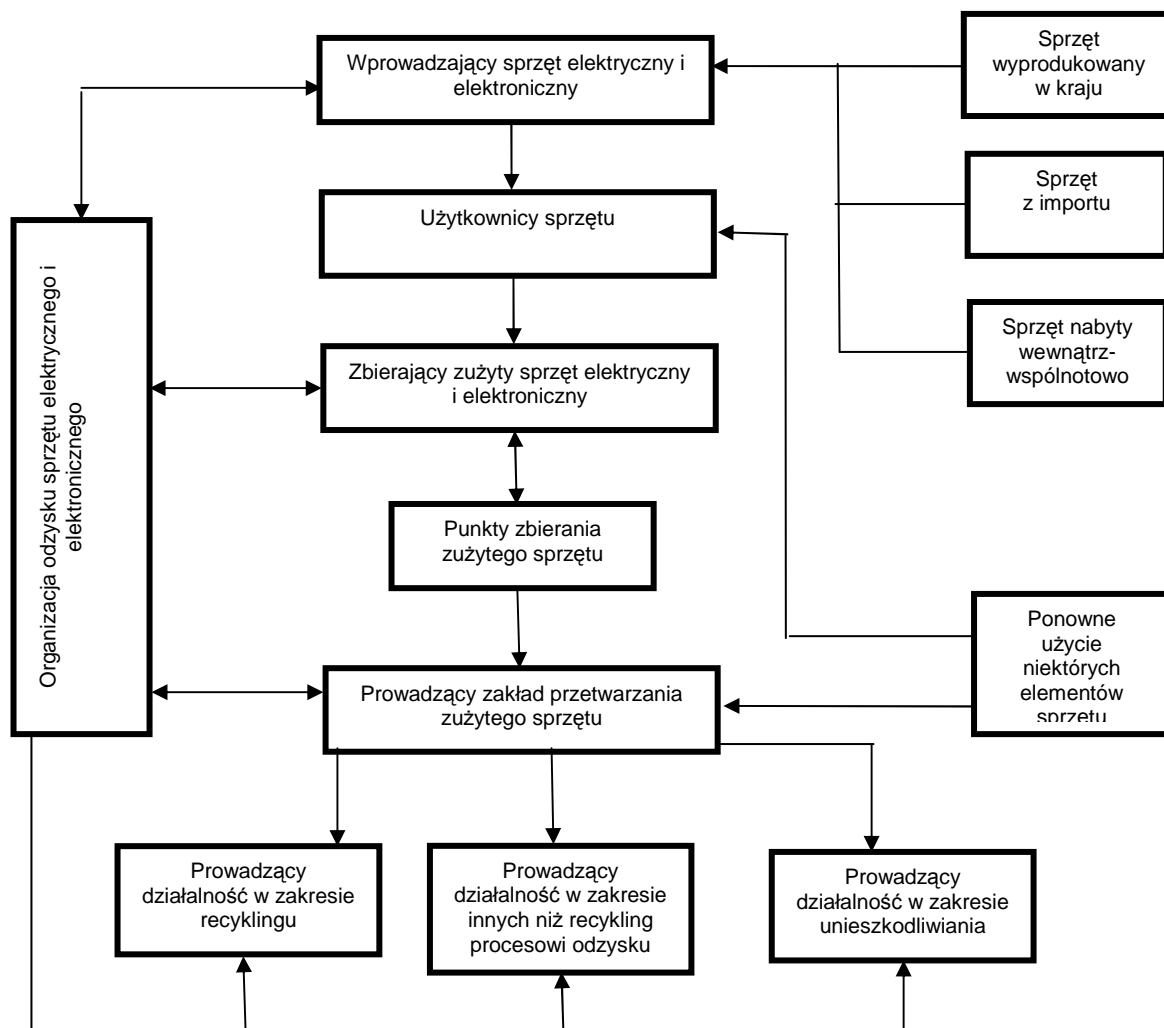 Wprowadzający sprzęt elektryczny i
elektroniczny
Sprzęt
wyprodukowany
w kraju
Sprzęt
z importu
Użytkownicy sprzętu
Organizacja odzysku sprzętu elektrycznego i
elektronicznego
Sprzęt nabyty
wewnątrz-
wspólnotowo
Zbierający zużyty sprzęt elektryczny
i elektroniczny
Punkty zbierania
zużytego sprzętu
Ponowne
użycie
niektórych
elementów
sprzętu
Prowadzący zakład przetwarzania
zużytego sprzętu
Prowadzący
działalność w zakresie
recyklingu
Prowadzący
działalność w zakresie
innych niż recykling
procesowi odzysku
Prowadzący
działalność w zakresie
unieszkodliwiania